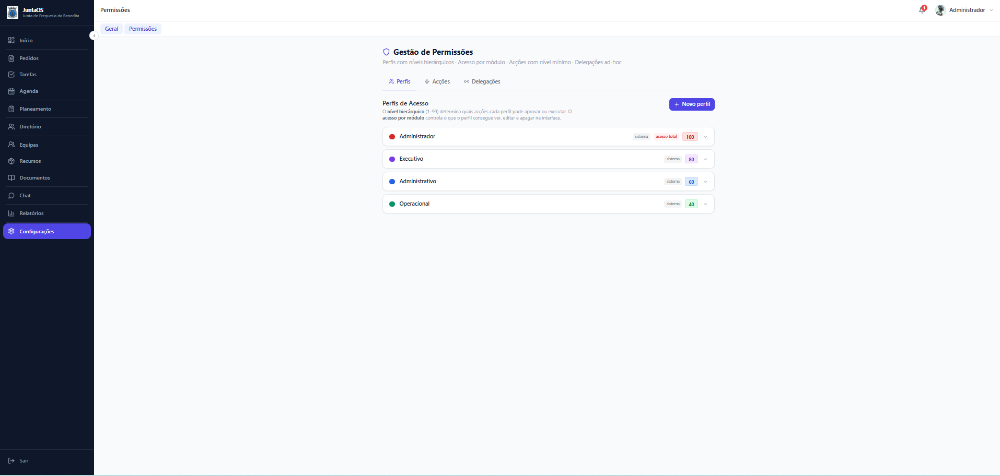 JuntaOS
Junta de Freguesia da Benedita
Início
Pedidos
Tarefas
Agenda
Planeamento
Diretório
Equipas
Recursos
Documentos
Chat
Relatórios
Configurações
Sair
Permissões
1
Administrador
Geral
Permissões
Gestão de Permissões
Perfis com níveis hierárquicos · Acesso por módulo · Acções com nível mínimo · Delegações ad-hoc
Perfis
Acções
Delegações
Perfis de Acesso
O nível hierárquico (1–99) determina quais acções cada perfil pode aprovar ou executar. O
acesso por módulo controla o que o perfil consegue ver, editar e apagar na interface.
+ Novo perfil
Administrador sistema acesso total 100
Executivo sistema 80
Administrativo sistema 60
Operacional sistema 40